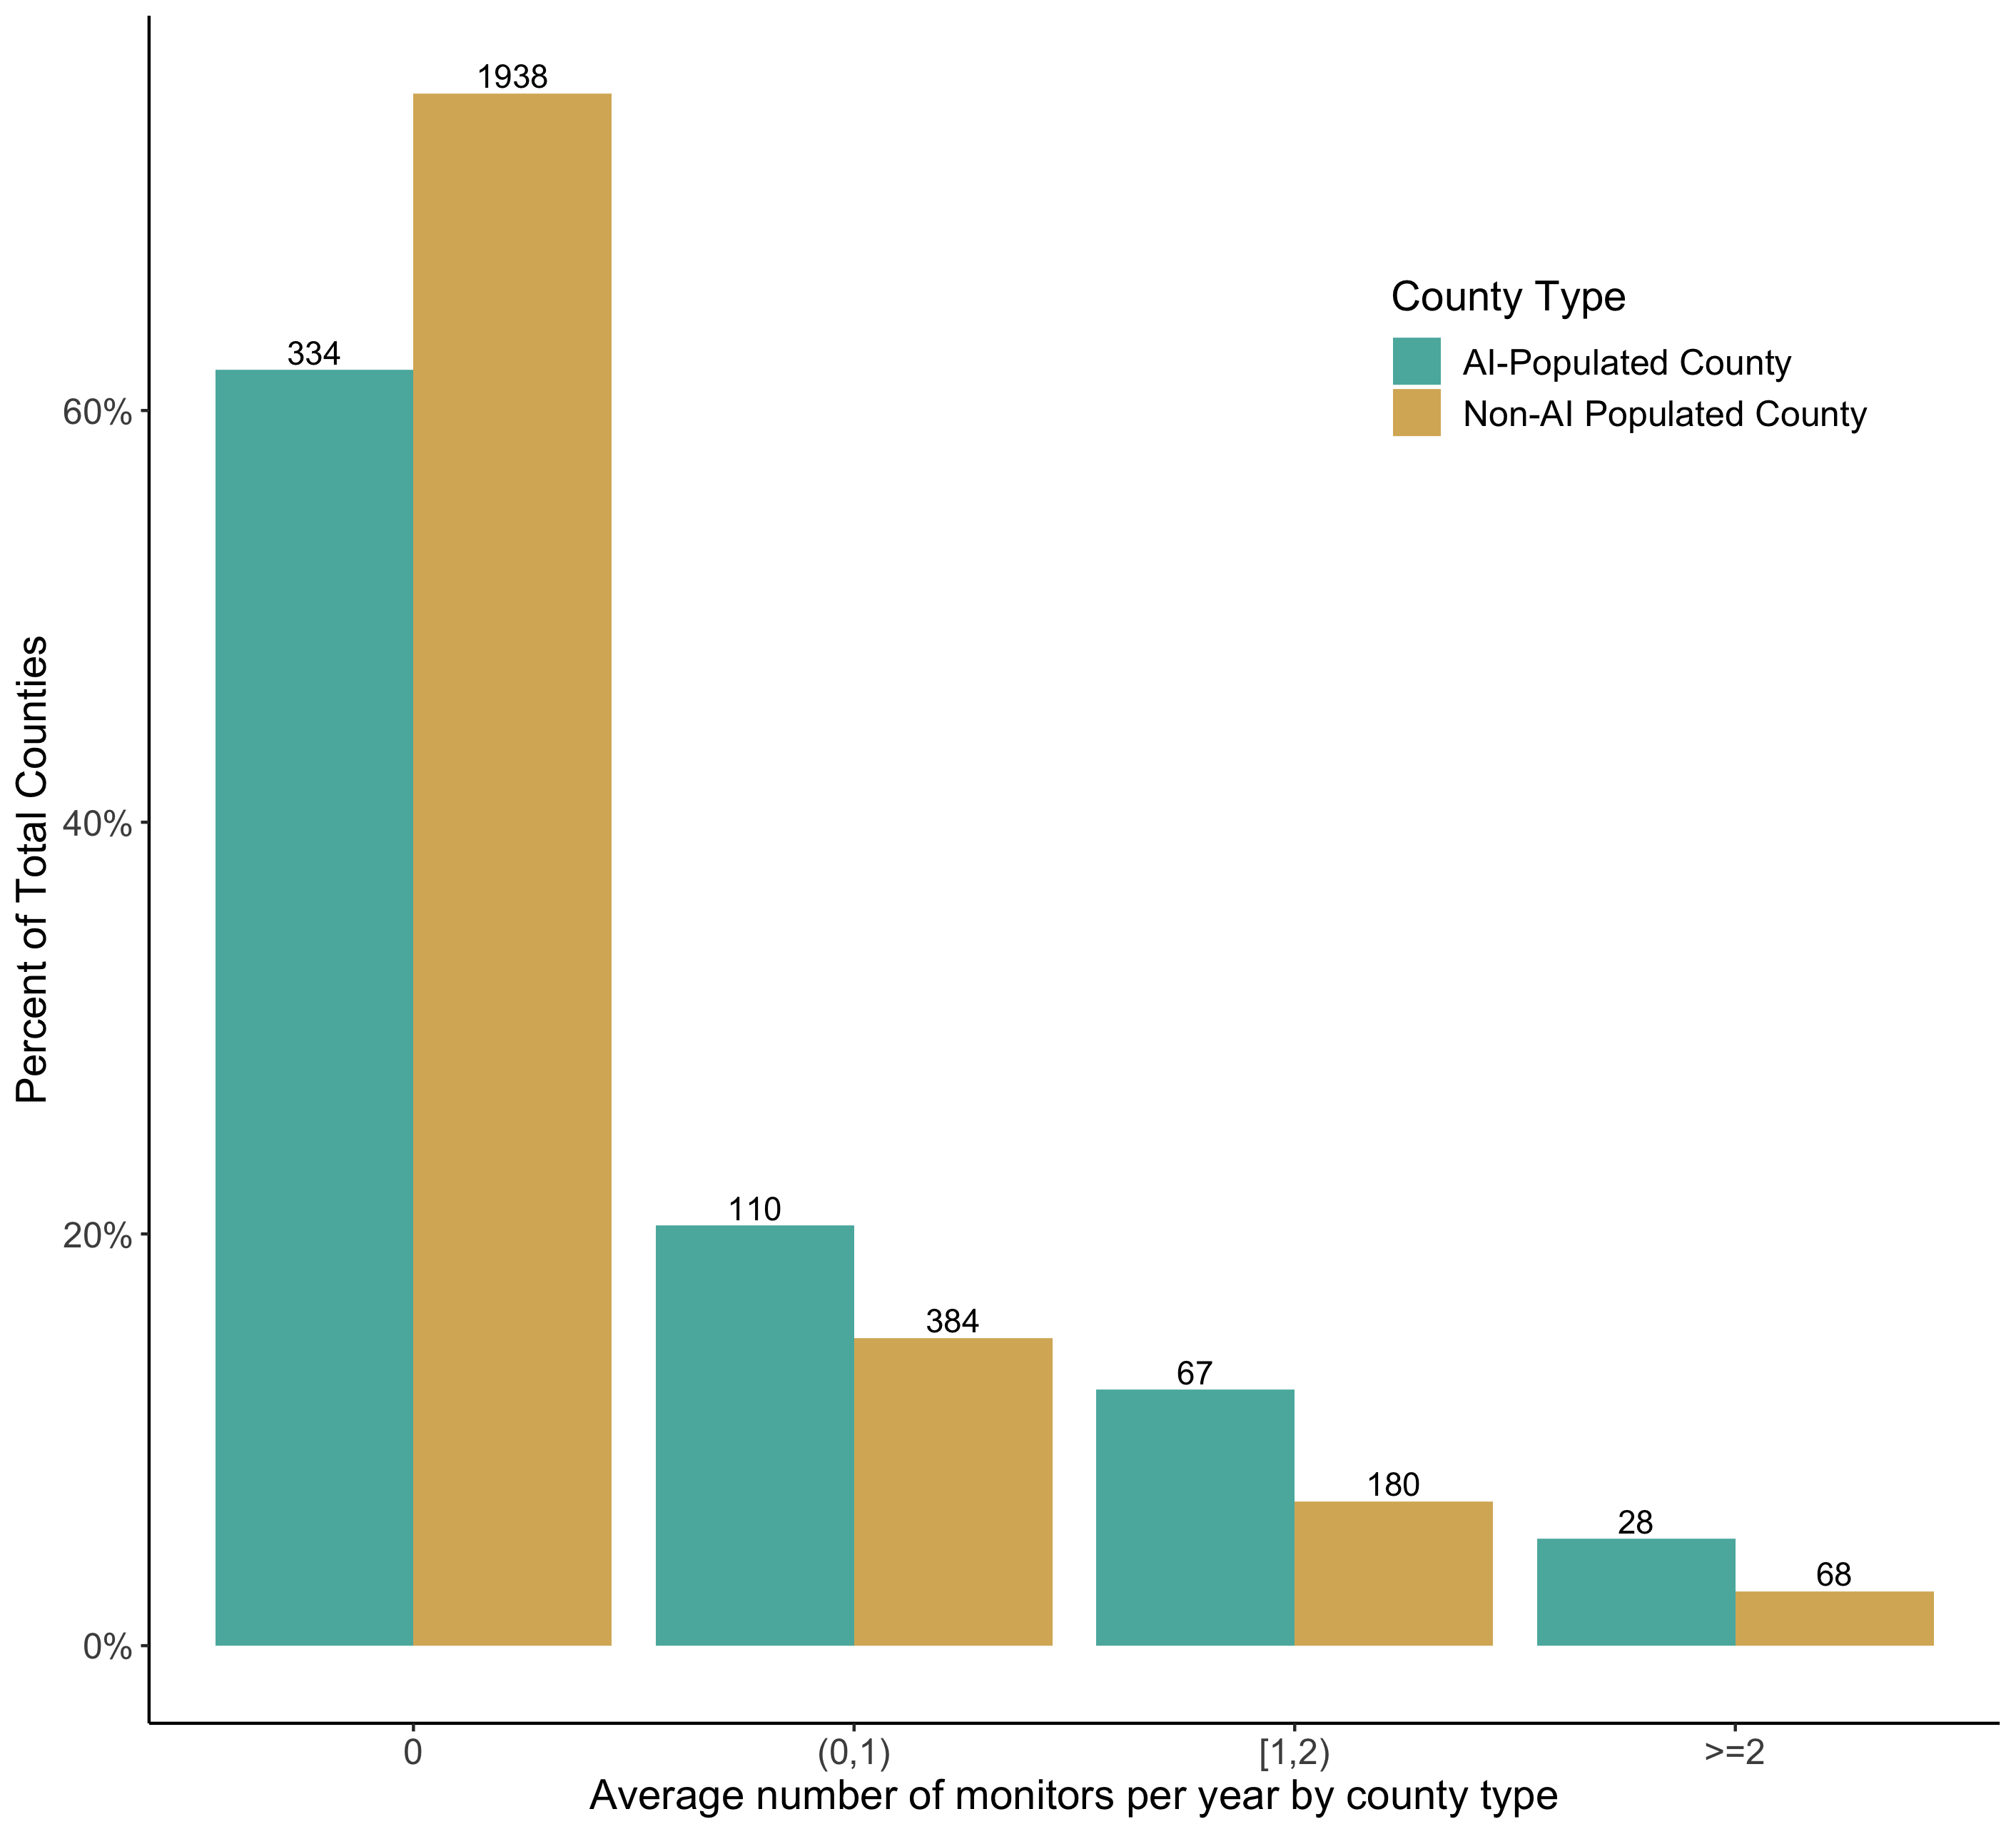 1938
334
County Type
AI-Populated County
Non-AI Populated County
60%
40%
Percent of Total Counties
110
20%
384
67
180
28
68
0%
0 (0,1) [1,2) >=2
Average number of monitors per year by county type